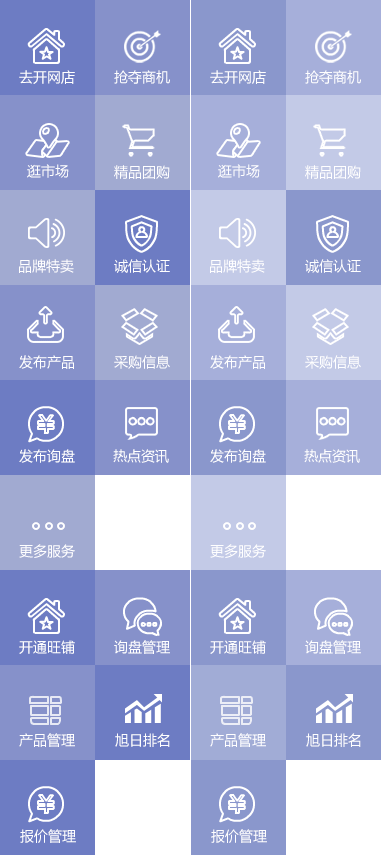 去开网店 抢夺商机 去开网店 抢夺商机
逛市场 精品团购 逛市场 精品团购
品牌特卖 诚信认证 品牌特卖 诚信认证
发布产品 采购信息 发布产品 采购信息
发布询盘 热点资讯 发布询盘 热点资讯
更多服务 更多服务
开通旺铺 询盘管理 开通旺铺 询盘管理
产品管理 旭日排名 产品管理 旭日排名
报价管理 报价管理